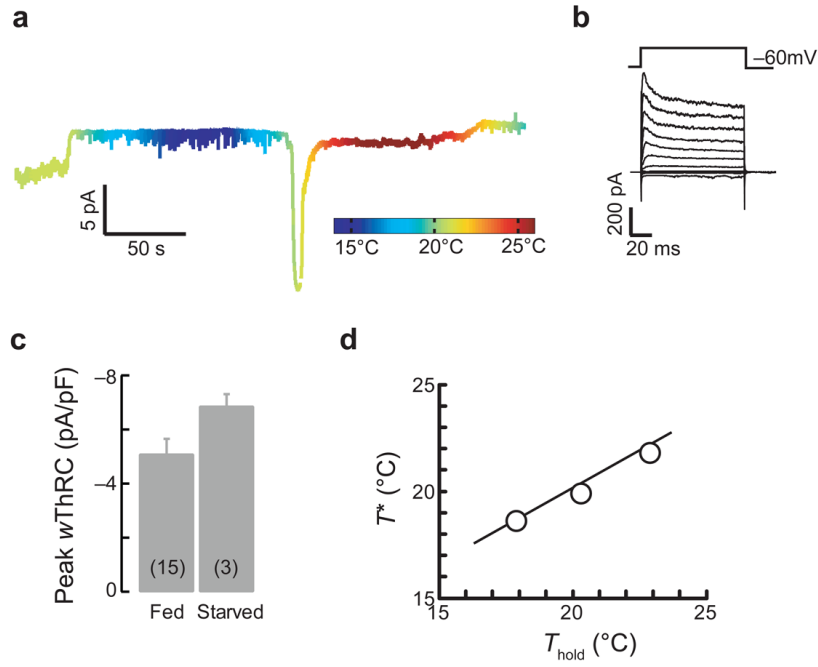 a
5 pA
50 s
15°C 20°C 25°C
b
–60mV
200 pA
20 ms
c
Peak wThRC (pA/pF)
–8
–4
0
(15) (3)
Fed Starved
d
T* (°C)
25
20
15
15 20 25
Thold (°C)